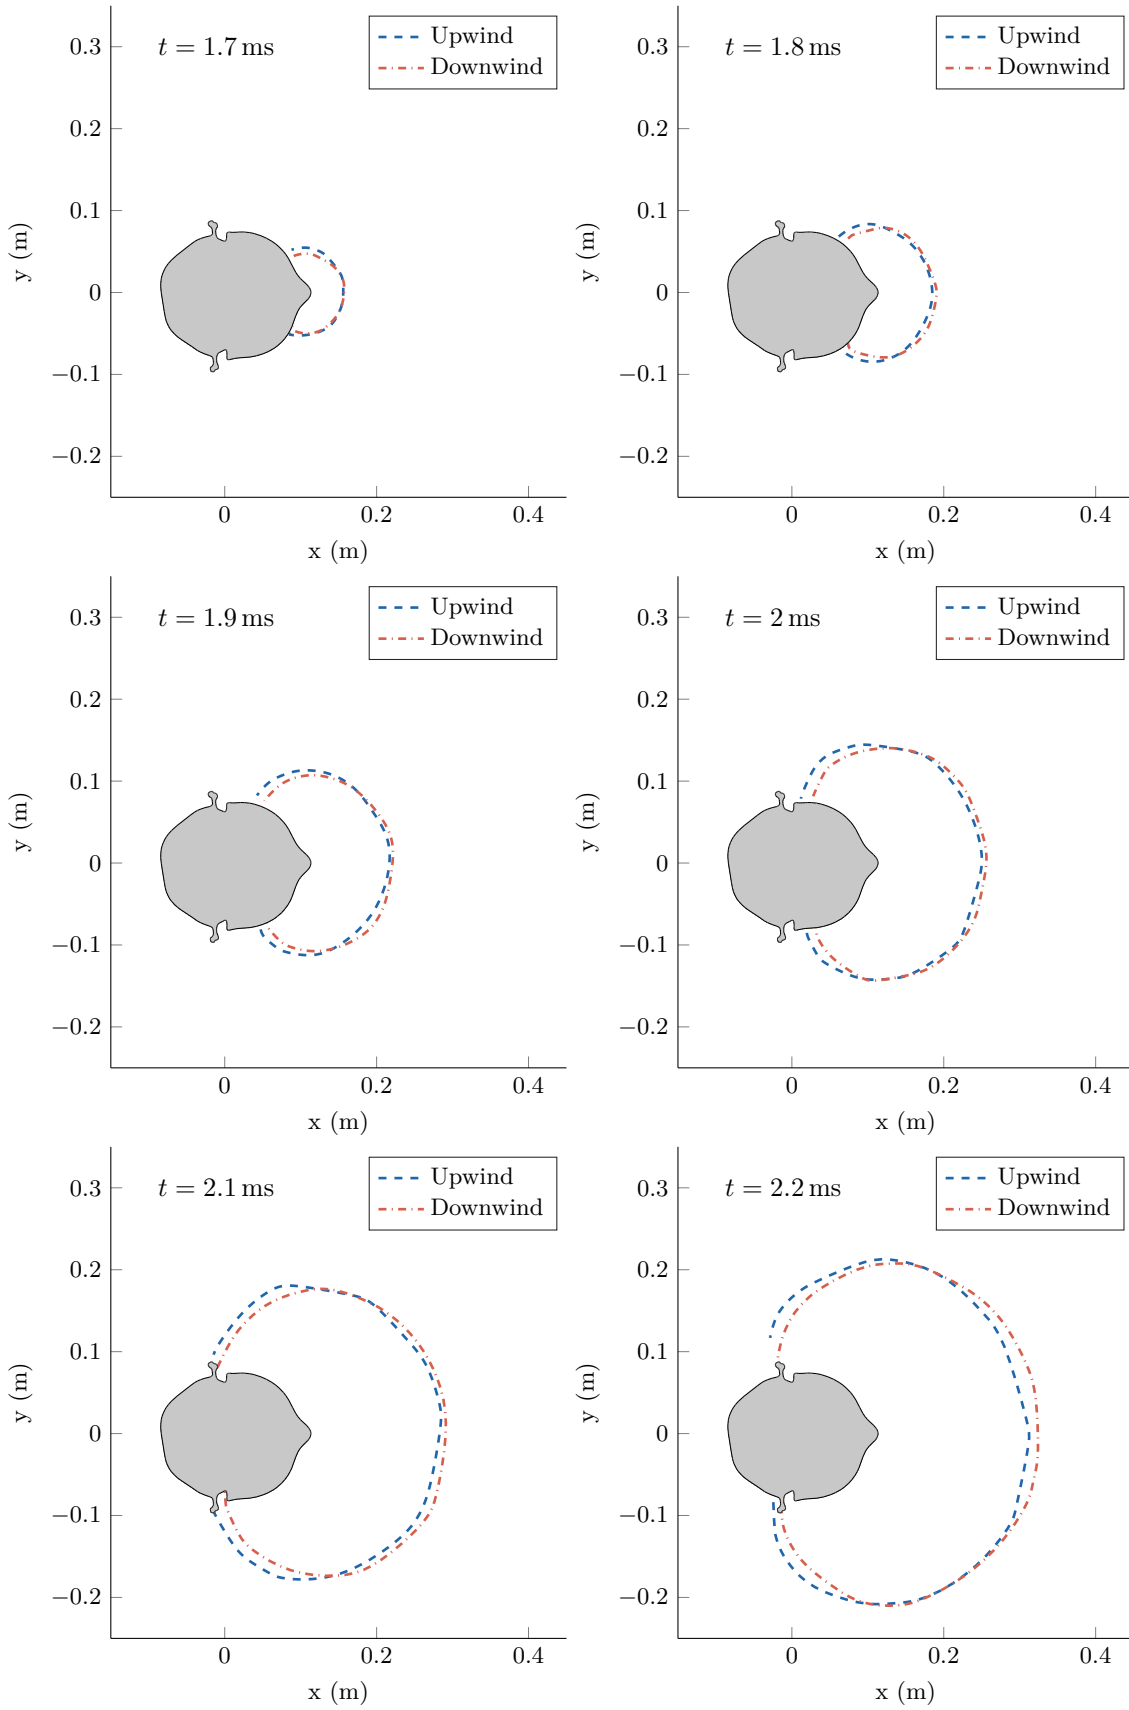 t = 1.7 ms
Upwind
Downwind
0.3
0.2
0.1
0
−0.1
−0.2
y (m)
0 0.2 0.4
x (m)
t = 1.8 ms
Upwind
Downwind
0.3
0.2
0.1
0
−0.1
−0.2
y (m)
0 0.2 0.4
x (m)
t = 1.9 ms
Upwind
Downwind
0.3
0.2
0.1
0
−0.1
−0.2
y (m)
0 0.2 0.4
x (m)
t = 2 ms
Upwind
Downwind
0.3
0.2
0.1
0
−0.1
−0.2
y (m)
0 0.2 0.4
x (m)
t = 2.1 ms
Upwind
Downwind
0.3
0.2
0.1
0
−0.1
−0.2
y (m)
0 0.2 0.4
x (m)
t = 2.2 ms
Upwind
Downwind
0.3
0.2
0.1
0
−0.1
−0.2
y (m)
0 0.2 0.4
x (m)